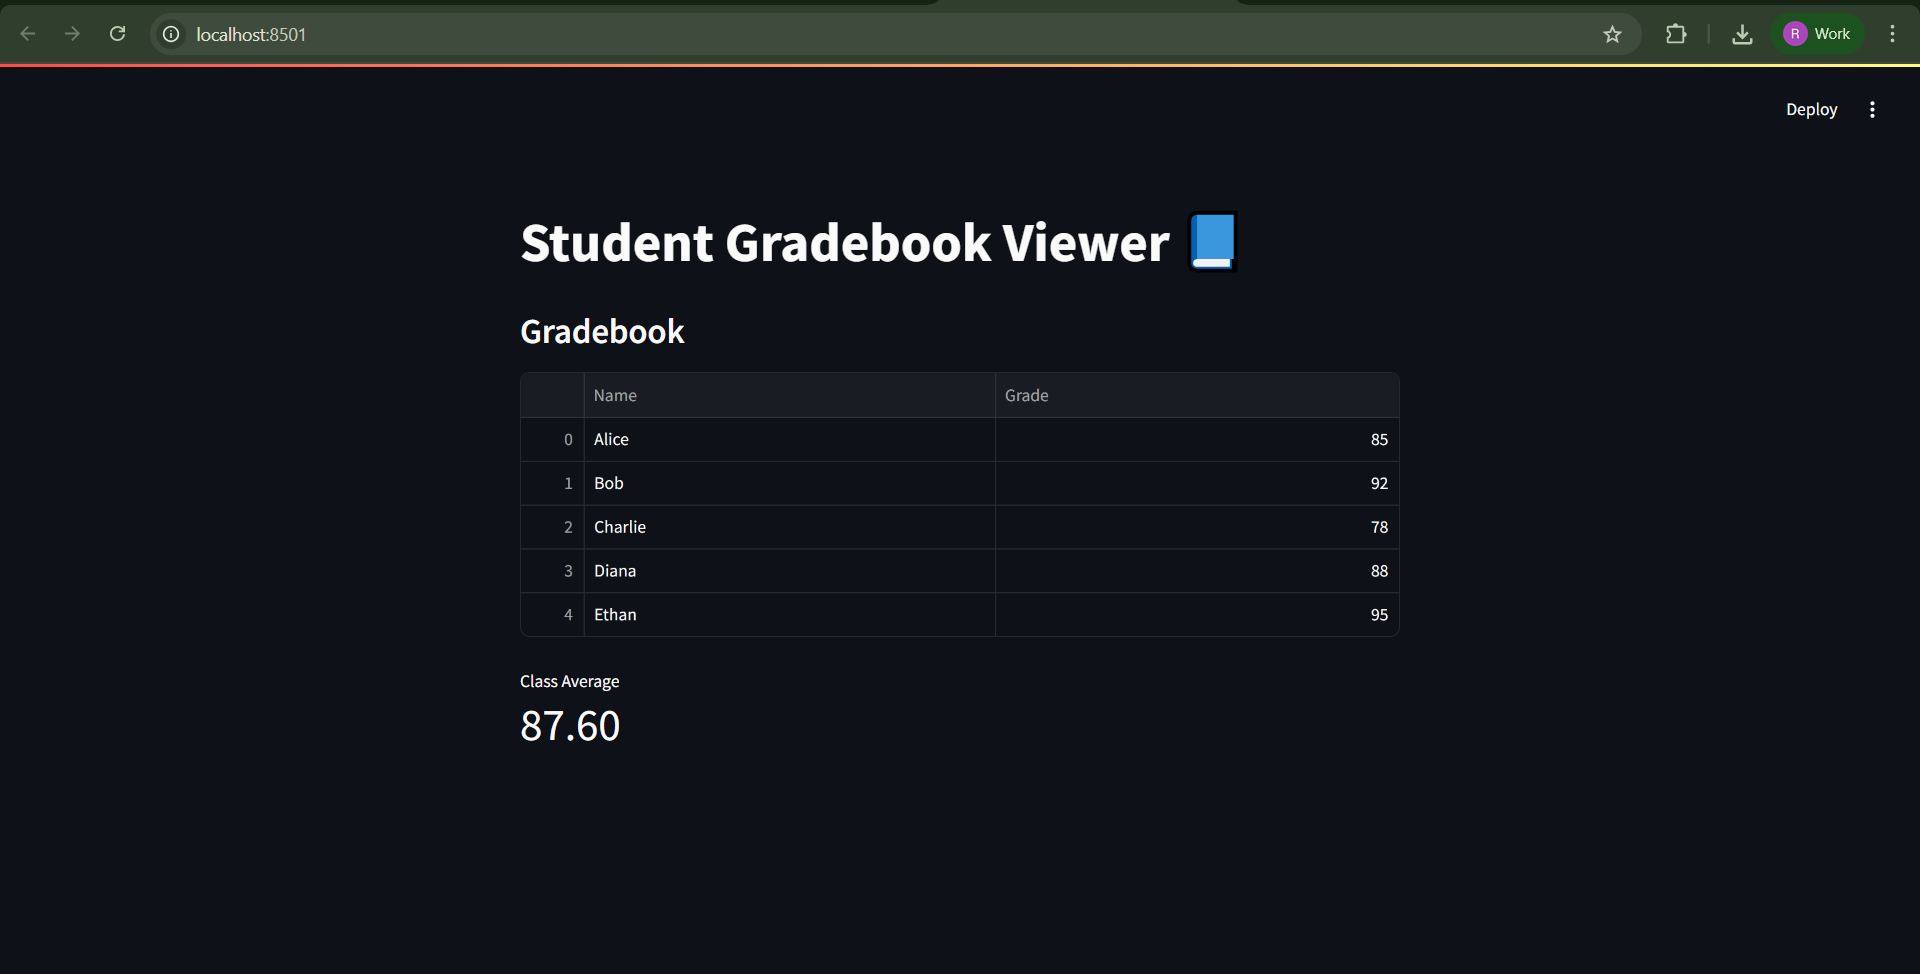 localhost:8501
R Work
Deploy
Student Gradebook Viewer 📘
Gradebook
Name Grade
0 Alice 85
1 Bob 92
2 Charlie 78
3 Diana 88
4 Ethan 95
Class Average
87.60